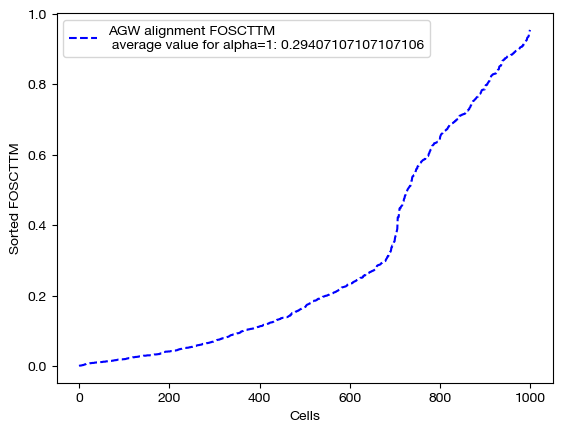 AGW alignment FOSCTTM
average value for alpha=1: 0.29407107107107106
1.0
0.8
0.6
0.4
0.2
0.0
Sorted FOSCTTM
0 200 400 600 800 1000
Cells